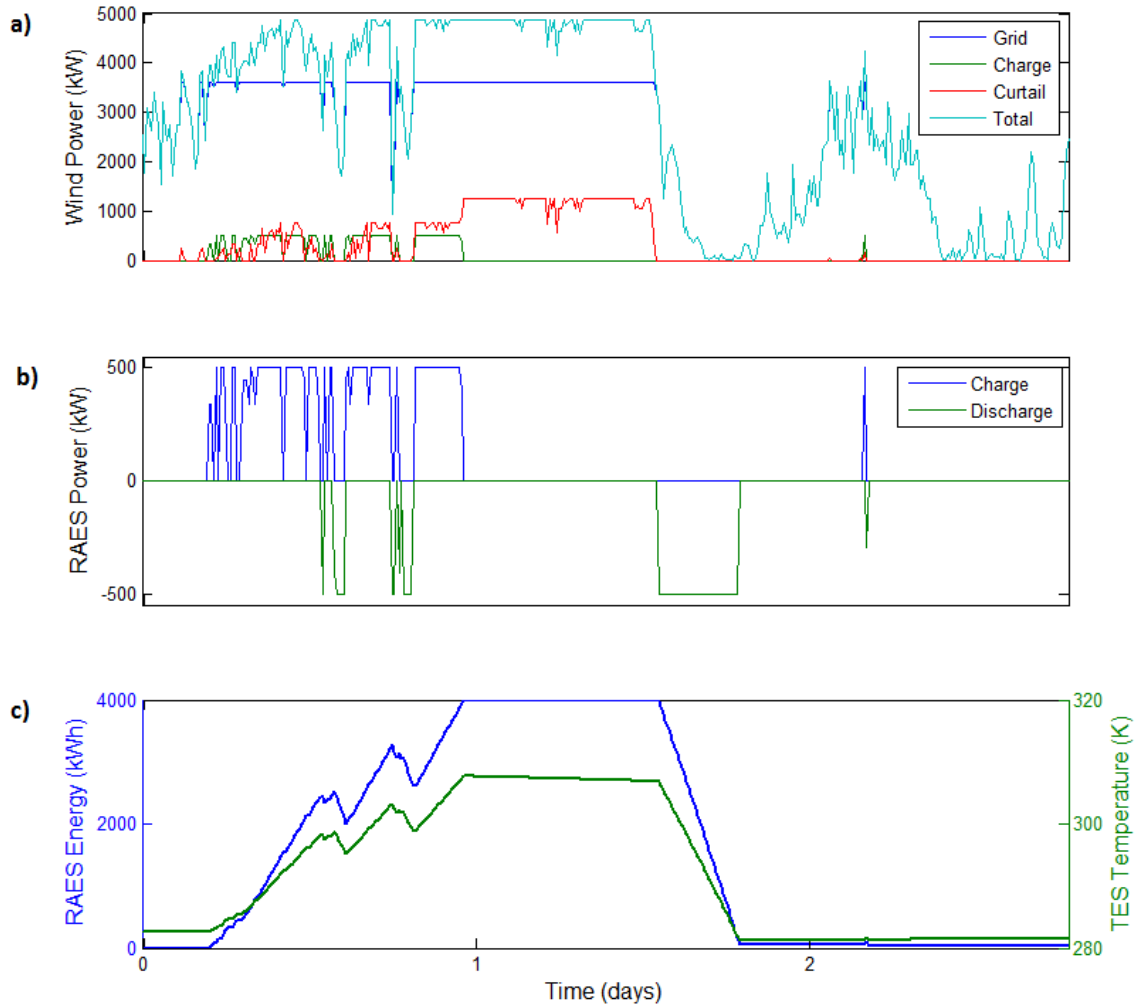 a)
Wind Power (kW)
5000
4000
3000
2000
1000
0
Grid
Charge
Curtail
Total
b)
RAES Power (kW)
500
0
-500
Charge
Discharge
c)
RAES Energy (kWh)
4000
2000
0
320
300
280
TES Temperature (K)
0
1
2
Time (days)